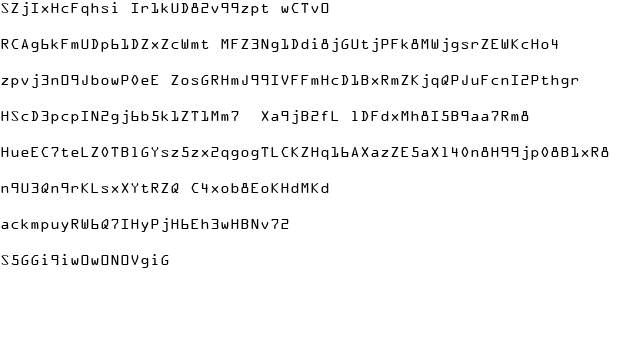 SZjIxHcFqhsi Ir1kUD82v99zpt wCTvO
RCAg6kFmUDp61DZxZcWmt MFZ3Ng1Ddi8jGUtjPFk8MWjgsrZEWKcHo4
zpvj3nO9JbowP0eE ZosGRHmJ99IVFFmHcD1BxRmZKjqQPJuFcnI2Pthgr
HScD3pcpIN2gj6b5k1ZT1Mm7 Xa9jB2fL 1DFdxMh8I5B9aa7Rm8
HueEC7teLZ0TB1GYsz5zx2qgogTLCKZHq16AXazZE5aX140n8H99jp08B1xR8
n9U3Qn9rKLsxXYtRZQ C4xob8EoKHdMKd
ackmpuyRW6Q7IHyPjH6Eh3wHBNv72
S5GGi9iwOwONOVgiG